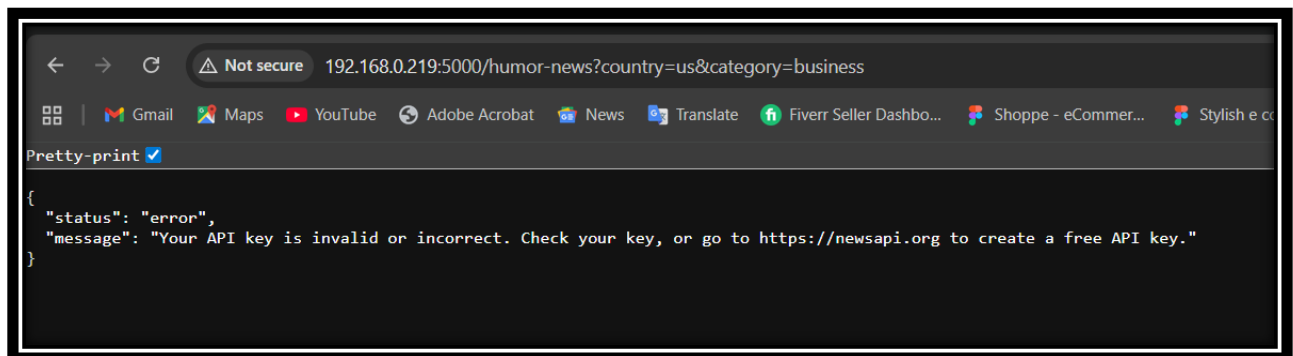 Not secure 192.168.0.219:5000/humor-news?country=us&category=business
Gmail Maps YouTube Adobe Acrobat News Translate Fiverr Seller Dashbo... Shoppe - eCommer... Stylish e
Pretty-print
{
"status": "error",
"message": "Your API key is invalid or incorrect. Check your key, or go to https://newsapi.org to create a free API key."
}